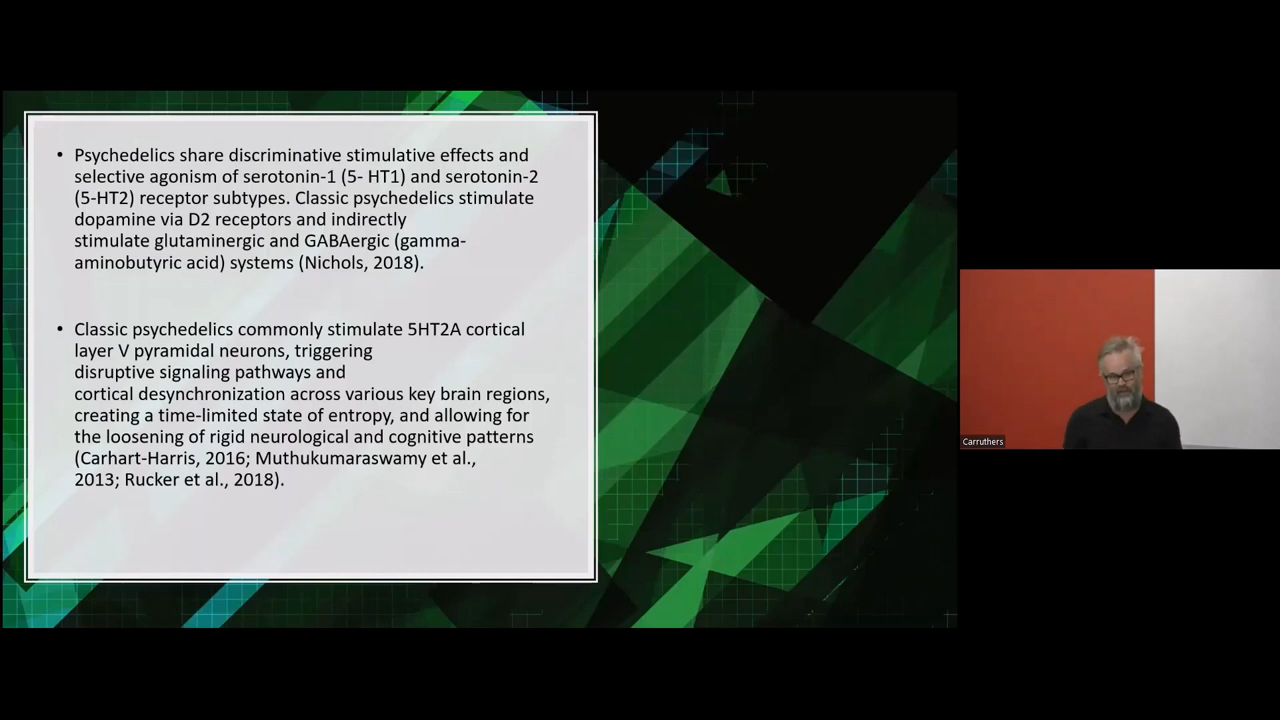 • Psychedelics share discriminative stimulative effects and
selective agonism of serotonin-1 (5- HT1) and serotonin-2
(5-HT2) receptor subtypes. Classic psychedelics stimulate
dopamine via D2 receptors and indirectly
stimulate glutaminergic and GABAergic (gamma-
aminobutyric acid) systems (Nichols, 2018).
• Classic psychedelics commonly stimulate 5HT2A cortical
layer V pyramidal neurons, triggering
disruptive signaling pathways and
cortical desynchronization across various key brain regions,
creating a time-limited state of entropy, and allowing for
the loosening of rigid neurological and cognitive patterns
(Carhart-Harris, 2016; Muthukumaraswamy et al.,
2013; Rucker et al., 2018).
Carruthers